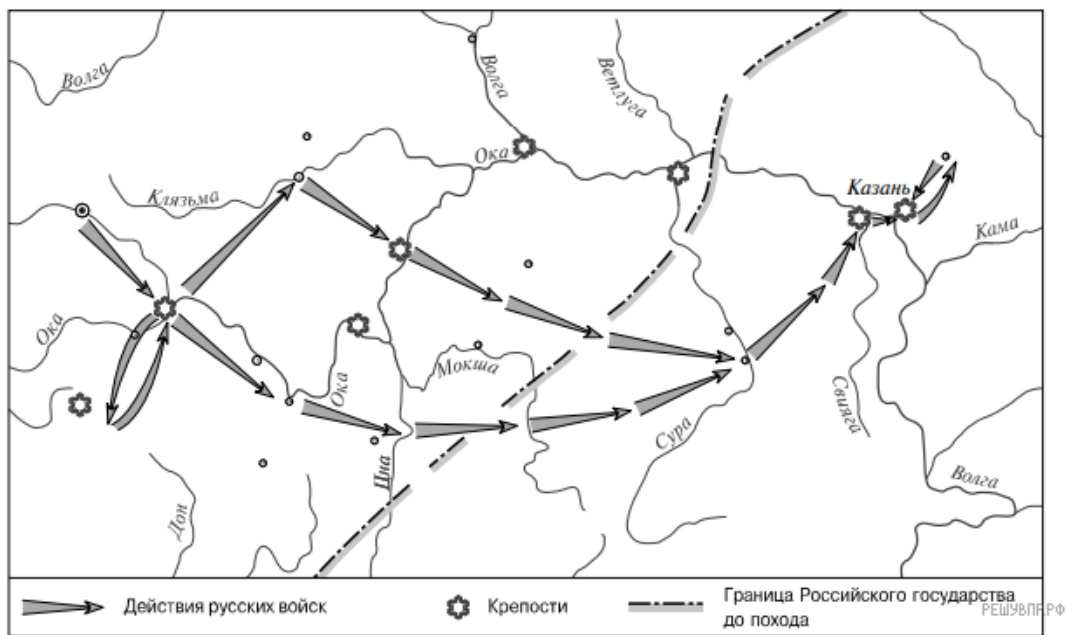 Волга
Волга
Ветлуга
Ока
Клязьма
Казань
Кама
Ока
Ока
Мокша
Свияга
Сура
Цна
Дон
Волга
Действия русских войск
Крепости
Граница Российского государства
до похода
РЕШУВПР.РФ